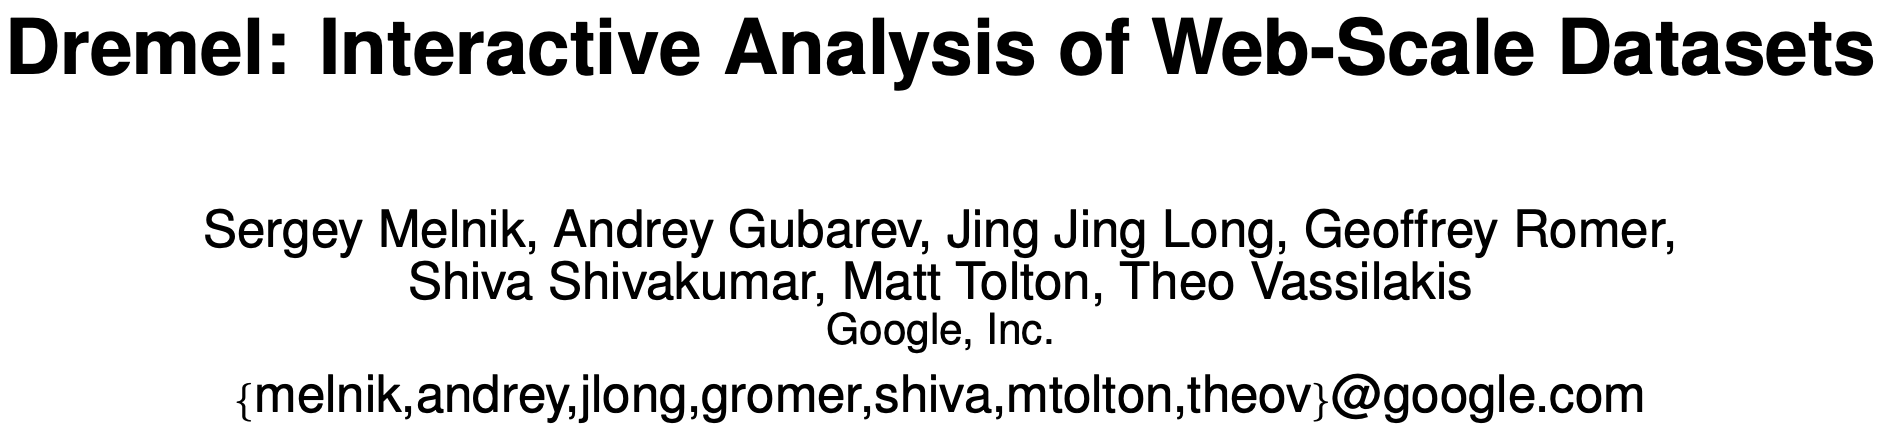 Dremel: Interactive Analysis of Web-Scale Datasets
Sergey Melnik, Andrey Gubarev, Jing Jing Long, Geoffrey Romer,
Shiva Shivakumar, Matt Tolton, Theo Vassilakis
Google, Inc.
{melnik,andrey,jlong,gromer,shiva,mtolton,theov}@google.com